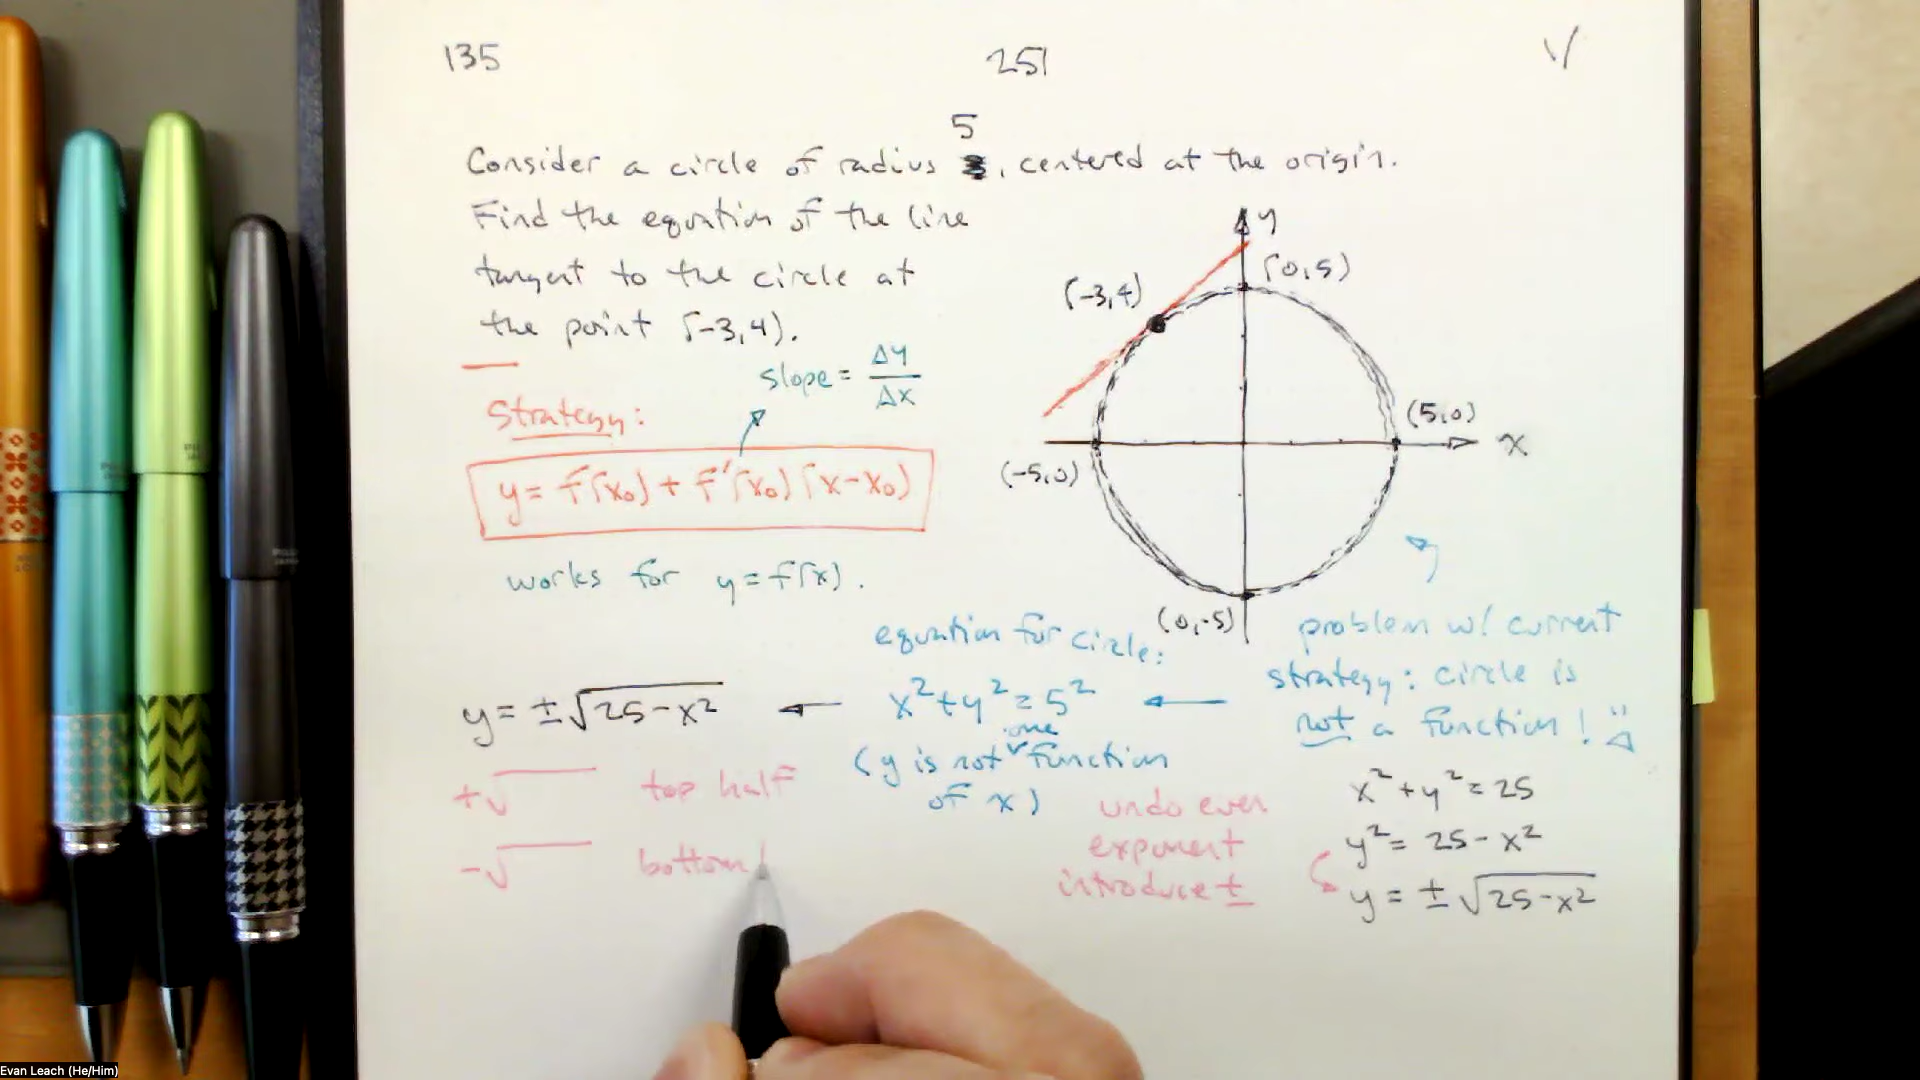 135
251
V
5
Consider a circle of radius , centered at the origin.
Find the equation of the line
tangent to the circle at
the point (-3,4).
slope = Δy/Δx
Strategy:
y = f(x₀) + f'(x₀)(x-x₀)
works for y = f(x).
y
(0,5)
(-3,4)
(5,0)
x
(-5,0)
(0,-5)
problem w/ current
strategy: circle is
not a function!
equation for circle:
x² + y² = 5²
one
(y is not ˅ function
of x)
y = ±√25-x²
+√ top half
-√ bottom
x² + y² = 25
y² = 25 - x²
y = ± √25-x²
undo even
exponent
introduce ±
Evan Leach (He/Him)